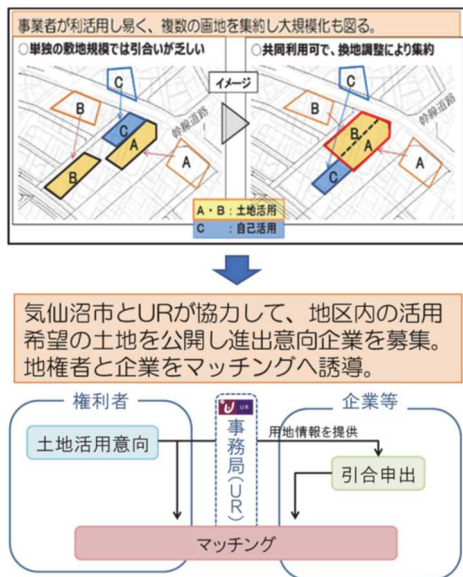 事業者が利活用し易く、複数の画地を集約し大規模化も図る。
○単独の敷地規模では引合いが乏しい
イメージ
○共同利用可で、換地調整により集約
C
B
C
A
B
A
幹線道路
C
B
B
A
C
A
幹線道路
A・B：土地活用
C　：自己活用
気仙沼市とURが協力して、地区内の活用
希望の土地を公開し進出意向企業を募集。
地権者と企業をマッチングへ誘導。
権利者
UR
企業等
土地活用意向
事務局(UR)
用地情報を提供
引合申出
マッチング